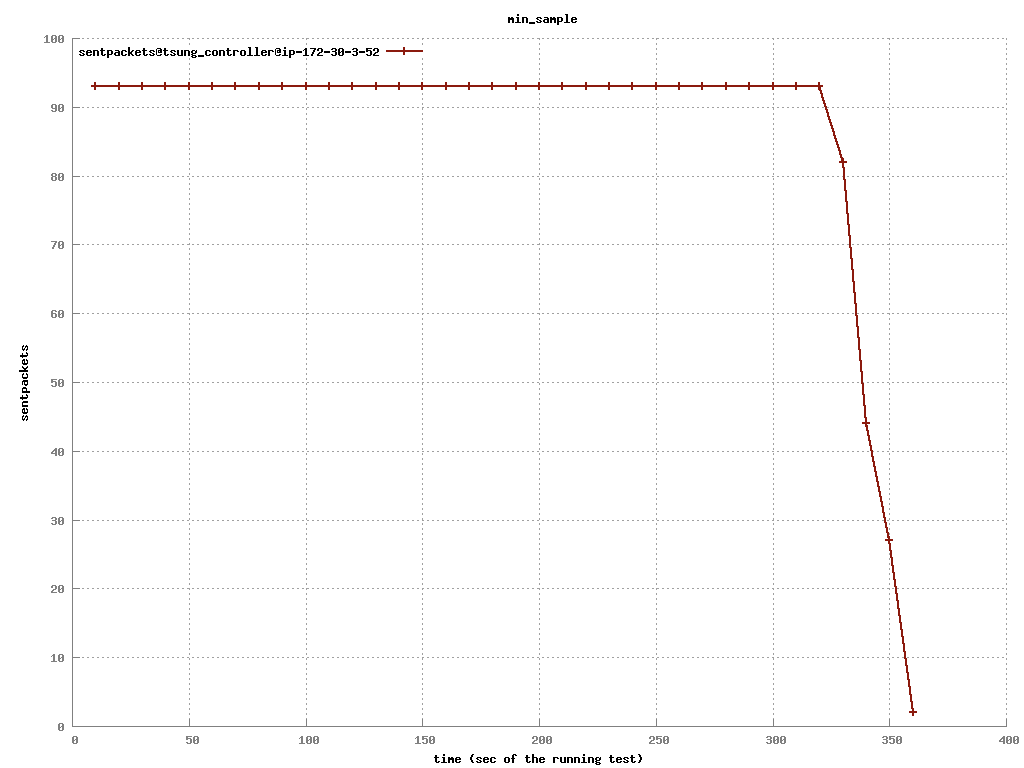 min_sample
sentpackets@tsung_controller@ip-172-30-3-52
100
90
80
70
60
50
40
30
20
10
0
sentpackets
0 50 100 150 200 250 300 350 400
time (sec of the running test)